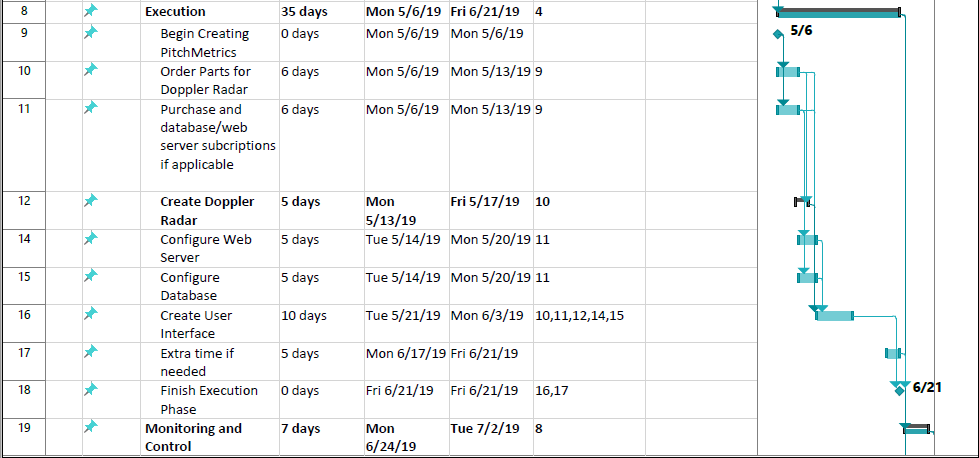 8 Execution 35 days Mon 5/6/19 Fri 6/21/19 4
9 Begin Creating 0 days Mon 5/6/19 Mon 5/6/19 5/6
PitchMetrics
10 Order Parts for 6 days Mon 5/6/19 Mon 5/13/19 9
Doppler Radar
11 Purchase and 6 days Mon 5/6/19 Mon 5/13/19 9
database/web
server subcriptions
if applicable
12 Create Doppler 5 days Mon Fri 5/17/19 10
Radar 5/13/19
14 Configure Web 5 days Tue 5/14/19 Mon 5/20/19 11
Server
15 Configure 5 days Tue 5/14/19 Mon 5/20/19 11
Database
16 Create User 10 days Tue 5/21/19 Mon 6/3/19 10,11,12,14,15
Interface
17 Extra time if 5 days Mon 6/17/19 Fri 6/21/19
needed
18 Finish Execution 0 days Fri 6/21/19 Fri 6/21/19 16,17 6/21
Phase
19 Monitoring and 7 days Mon Tue 7/2/19 8
Control 6/24/19